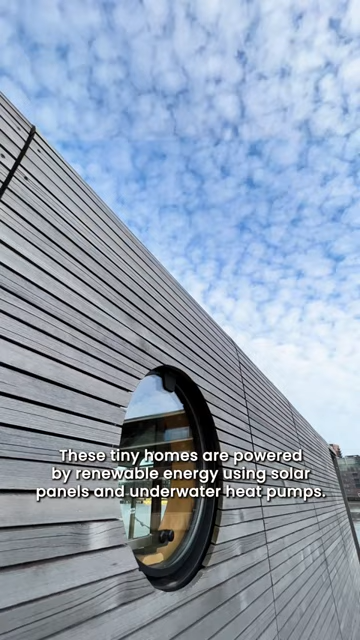 These tiny homes are powered
by renewable energy using solar
panels and underwater heat pumps.